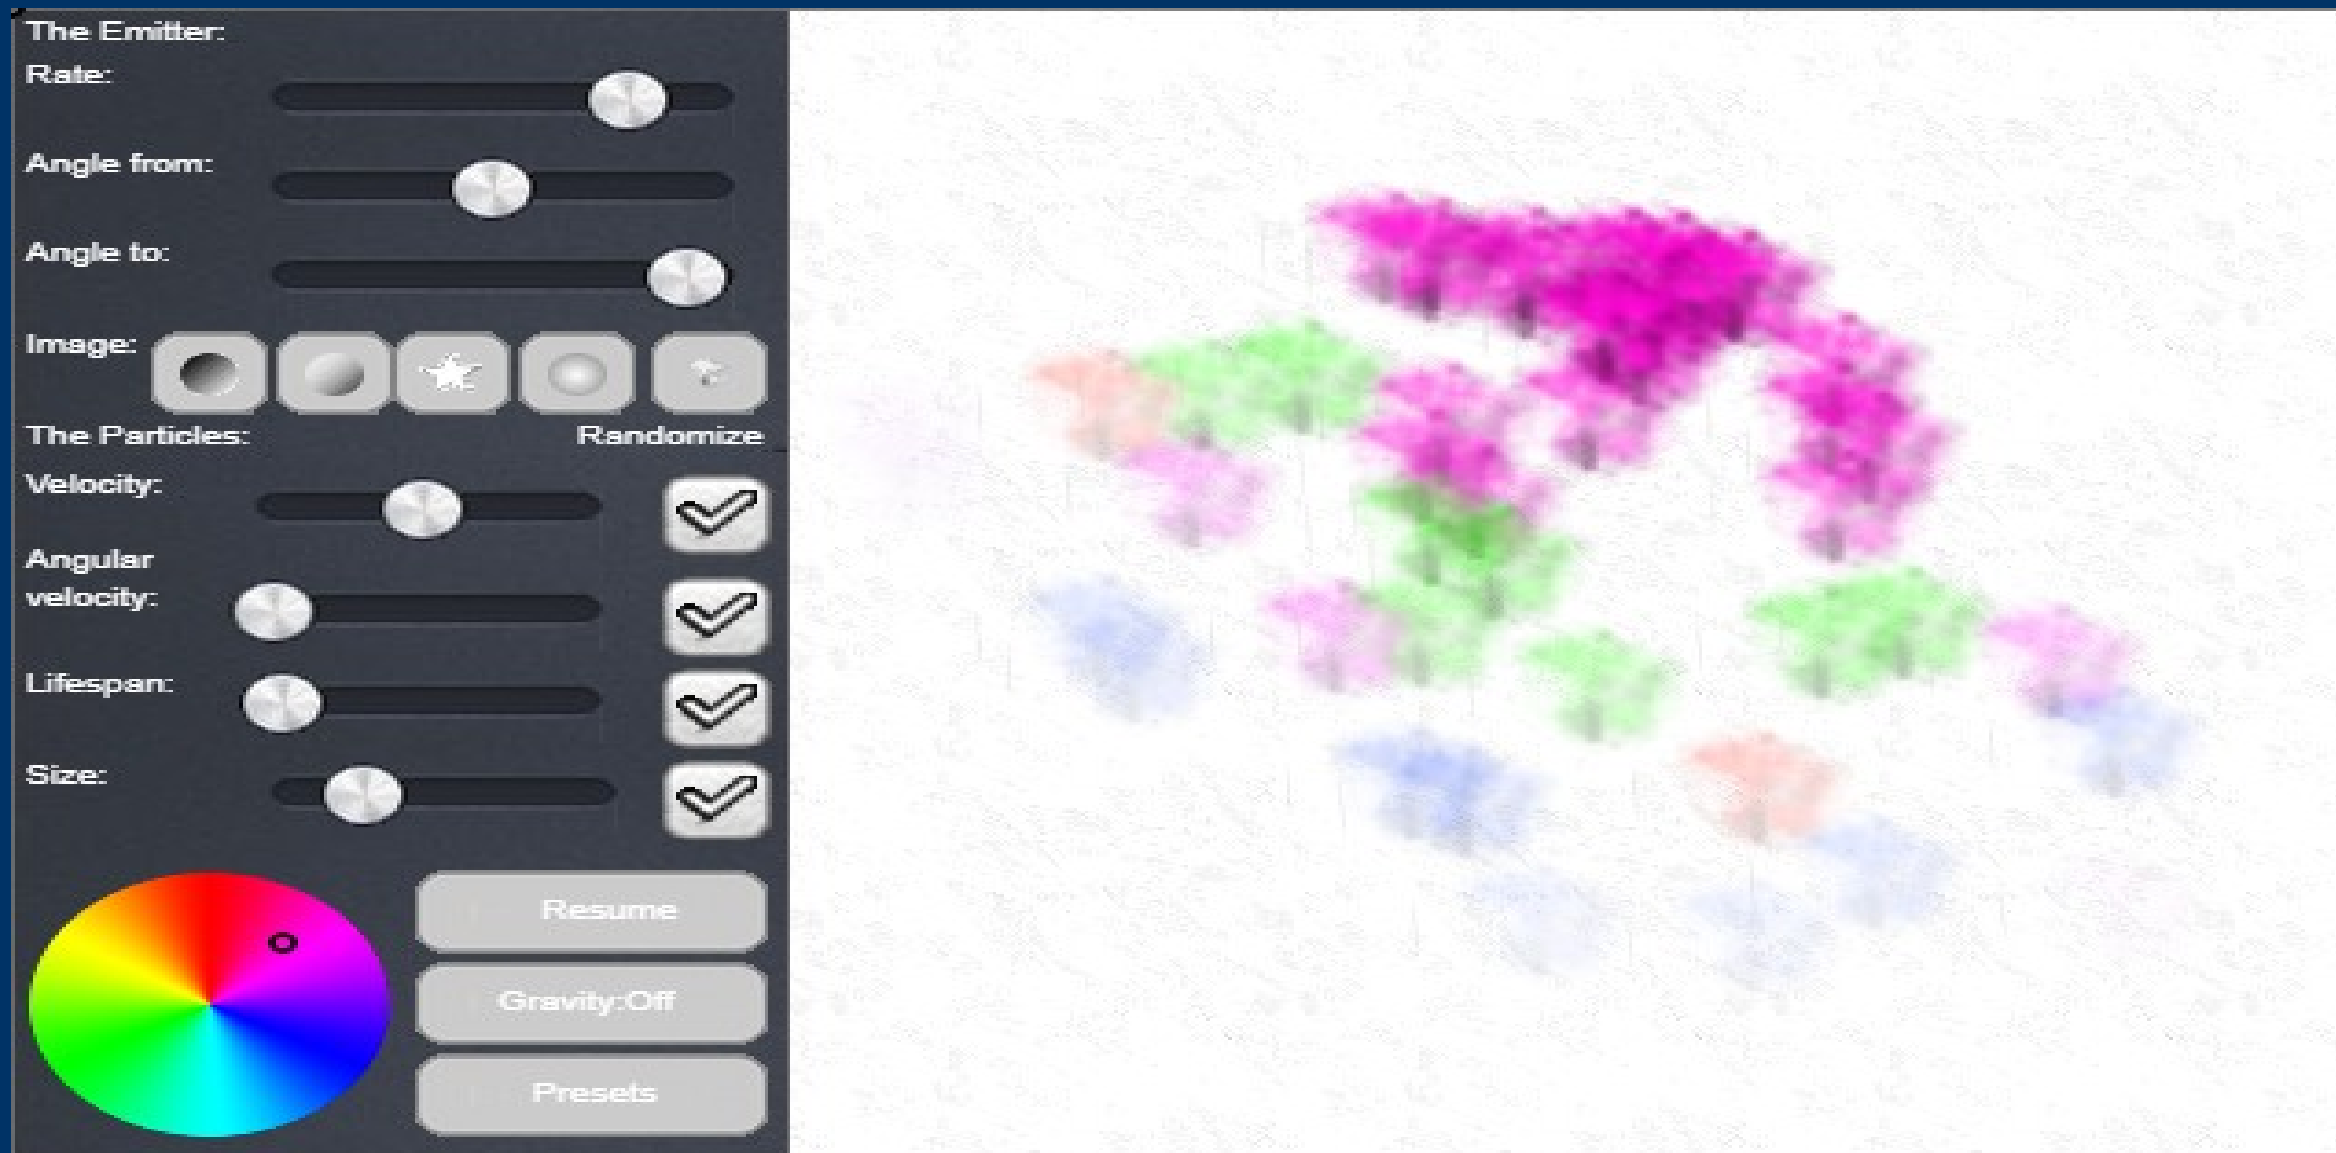 The Emitter:
Rate:
Angle from:
Angle to:
Image:
The Particles: Randomize
Velocity:
Angular
velocity:
Lifespan:
Size:
Resume
Gravity:Off
Presets